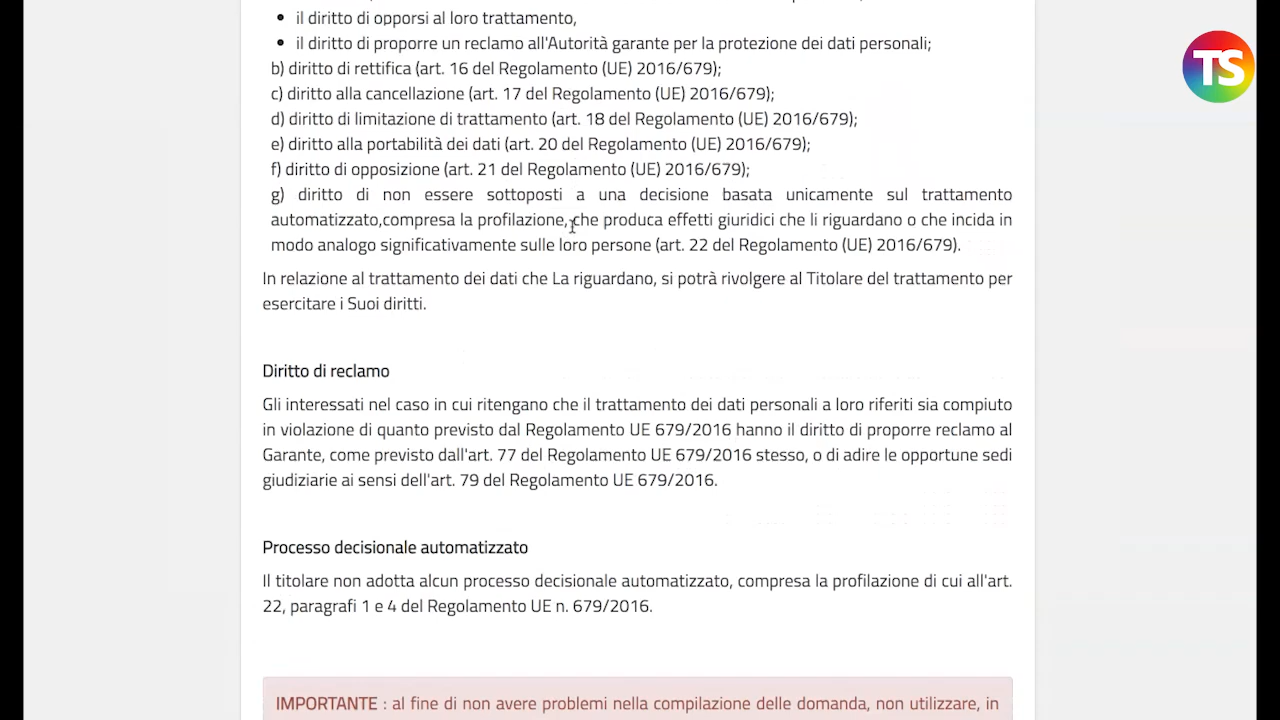 il diritto di opporsi al loro trattamento,
il diritto di proporre un reclamo all'Autorità garante per la protezione dei dati personali;
b) diritto di rettifica (art. 16 del Regolamento (UE) 2016/679);
c) diritto alla cancellazione (art. 17 del Regolamento (UE) 2016/679);
d) diritto di limitazione di trattamento (art. 18 del Regolamento (UE) 2016/679);
e) diritto alla portabilità dei dati (art. 20 del Regolamento (UE) 2016/679);
f) diritto di opposizione (art. 21 del Regolamento (UE) 2016/679);
g) diritto di non essere sottoposti a una decisione basata unicamente sul trattamento
automatizzato,compresa la profilazione, che produca effetti giuridici che li riguardano o che incida in
modo analogo significativamente sulle loro persone (art. 22 del Regolamento (UE) 2016/679).
In relazione al trattamento dei dati che La riguardano, si potrà rivolgere al Titolare del trattamento per
esercitare i Suoi diritti.
Diritto di reclamo
Gli interessati nel caso in cui ritengano che il trattamento dei dati personali a loro riferiti sia compiuto
in violazione di quanto previsto dal Regolamento UE 679/2016 hanno il diritto di proporre reclamo al
Garante, come previsto dall'art. 77 del Regolamento UE 679/2016 stesso, o di adire le opportune sedi
giudiziarie ai sensi dell'art. 79 del Regolamento UE 679/2016.
Processo decisionale automatizzato
Il titolare non adotta alcun processo decisionale automatizzato, compresa la profilazione di cui all'art.
22, paragrafi 1 e 4 del Regolamento UE n. 679/2016.
IMPORTANTE : al fine di non avere problemi nella compilazione delle domanda, non utilizzare, in
TS